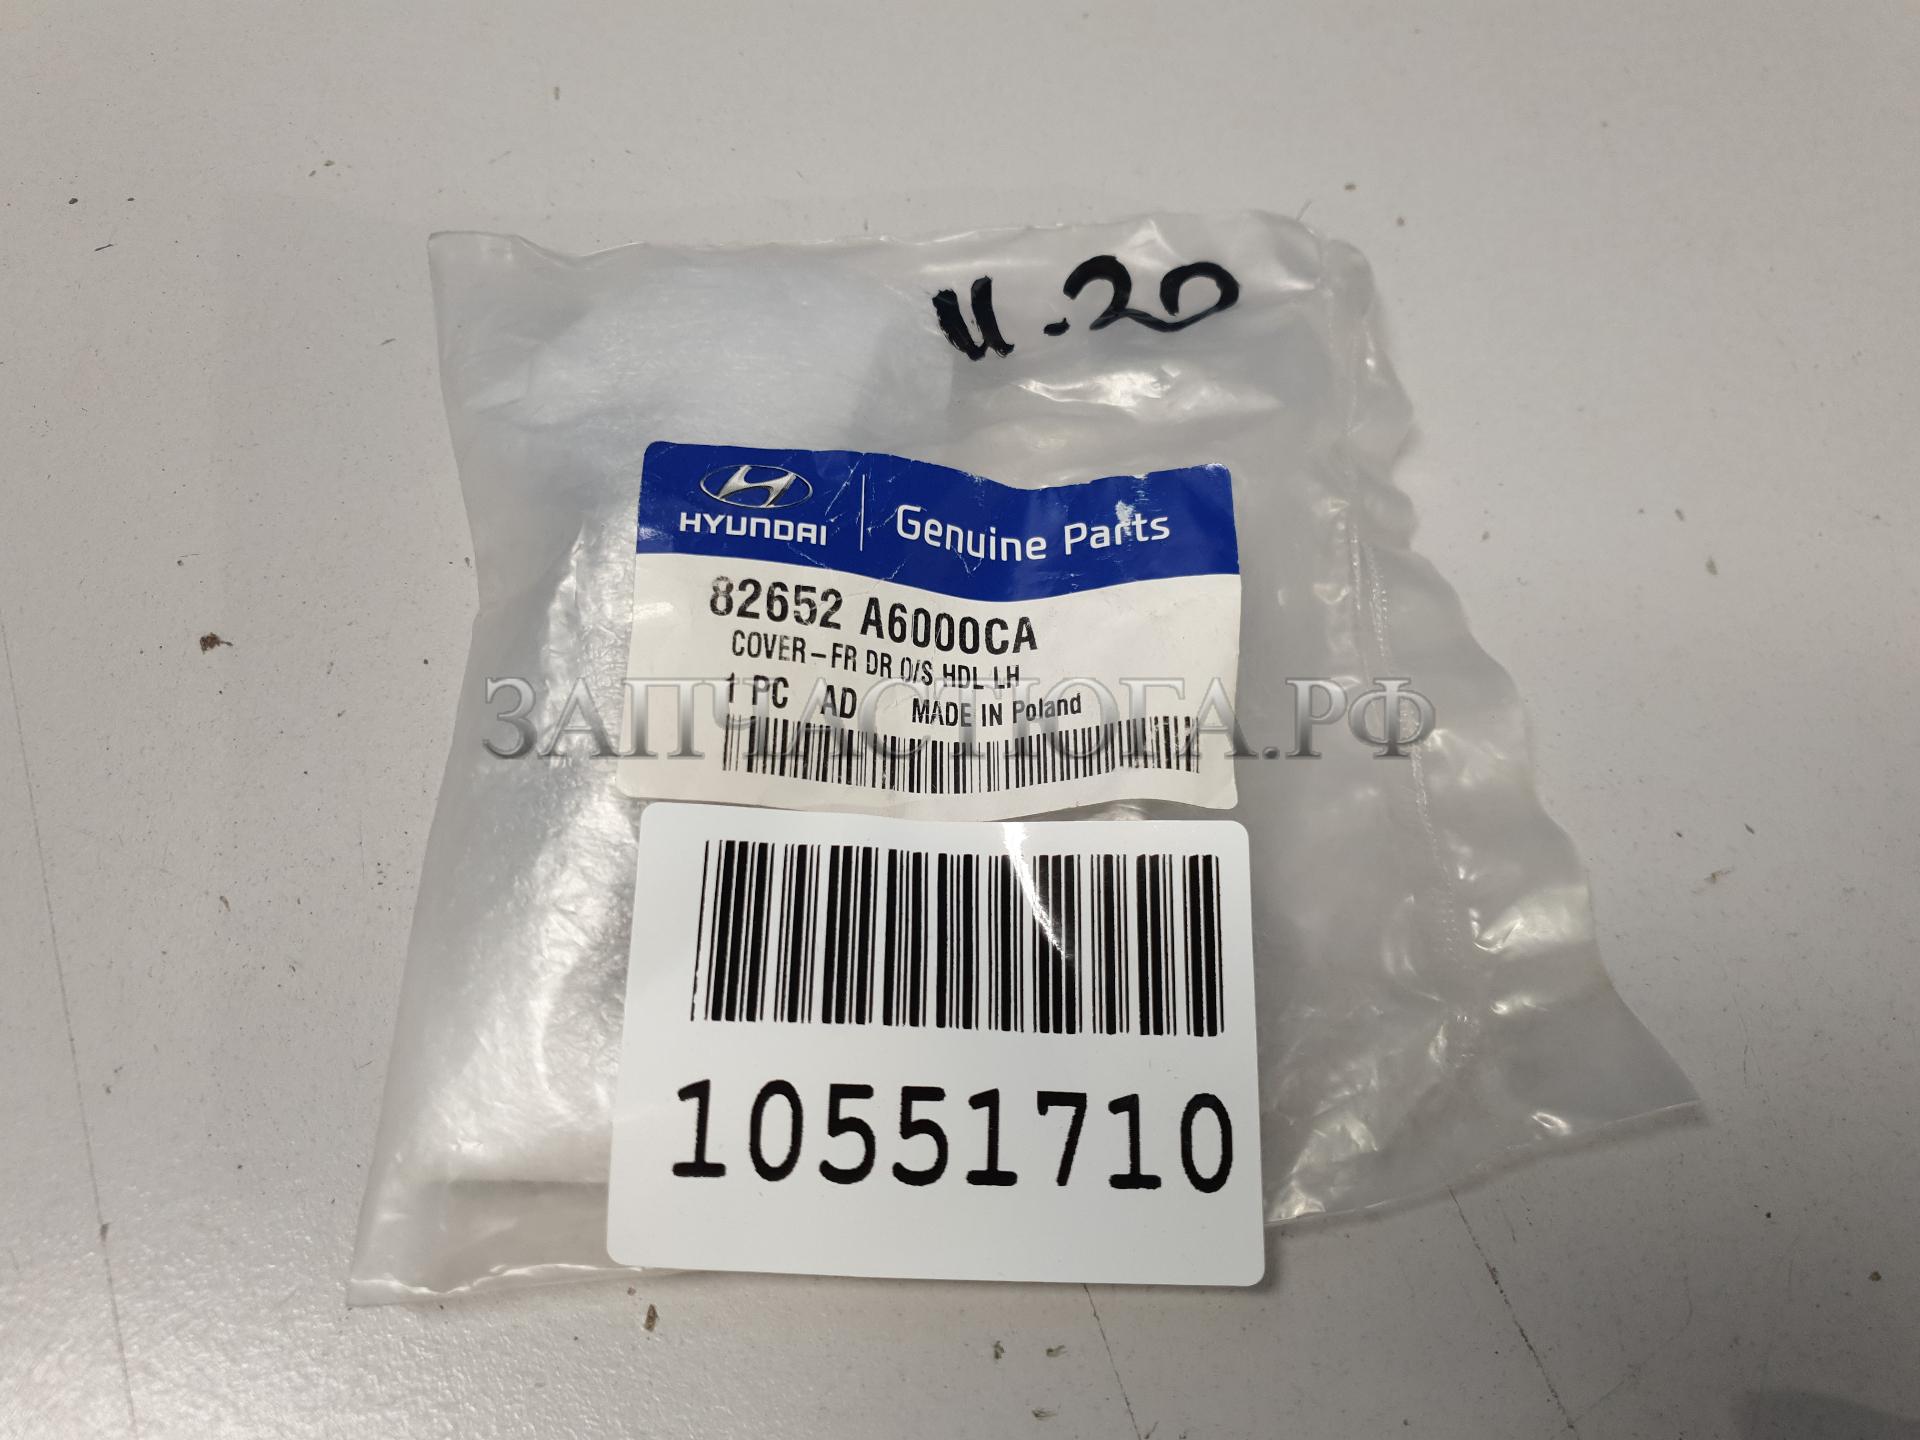 И-20
HYUNDAI Genuine Parts
82652 A6000CA
COVER-FR DR O/S HDL LH
1 PC AD MADE IN Poland
ЗАПЧАСТЮГА.РФ
10551710